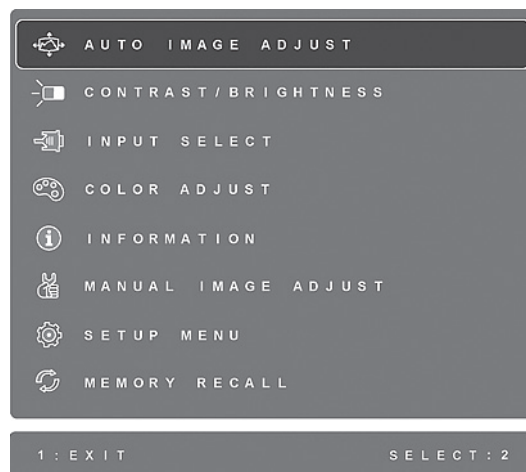 AUTO IMAGE ADJUST
CONTRAST/BRIGHTNESS
INPUT SELECT
COLOR ADJUST
INFORMATION
MANUAL IMAGE ADJUST
SETUP MENU
MEMORY RECALL
1:EXIT SELECT:2